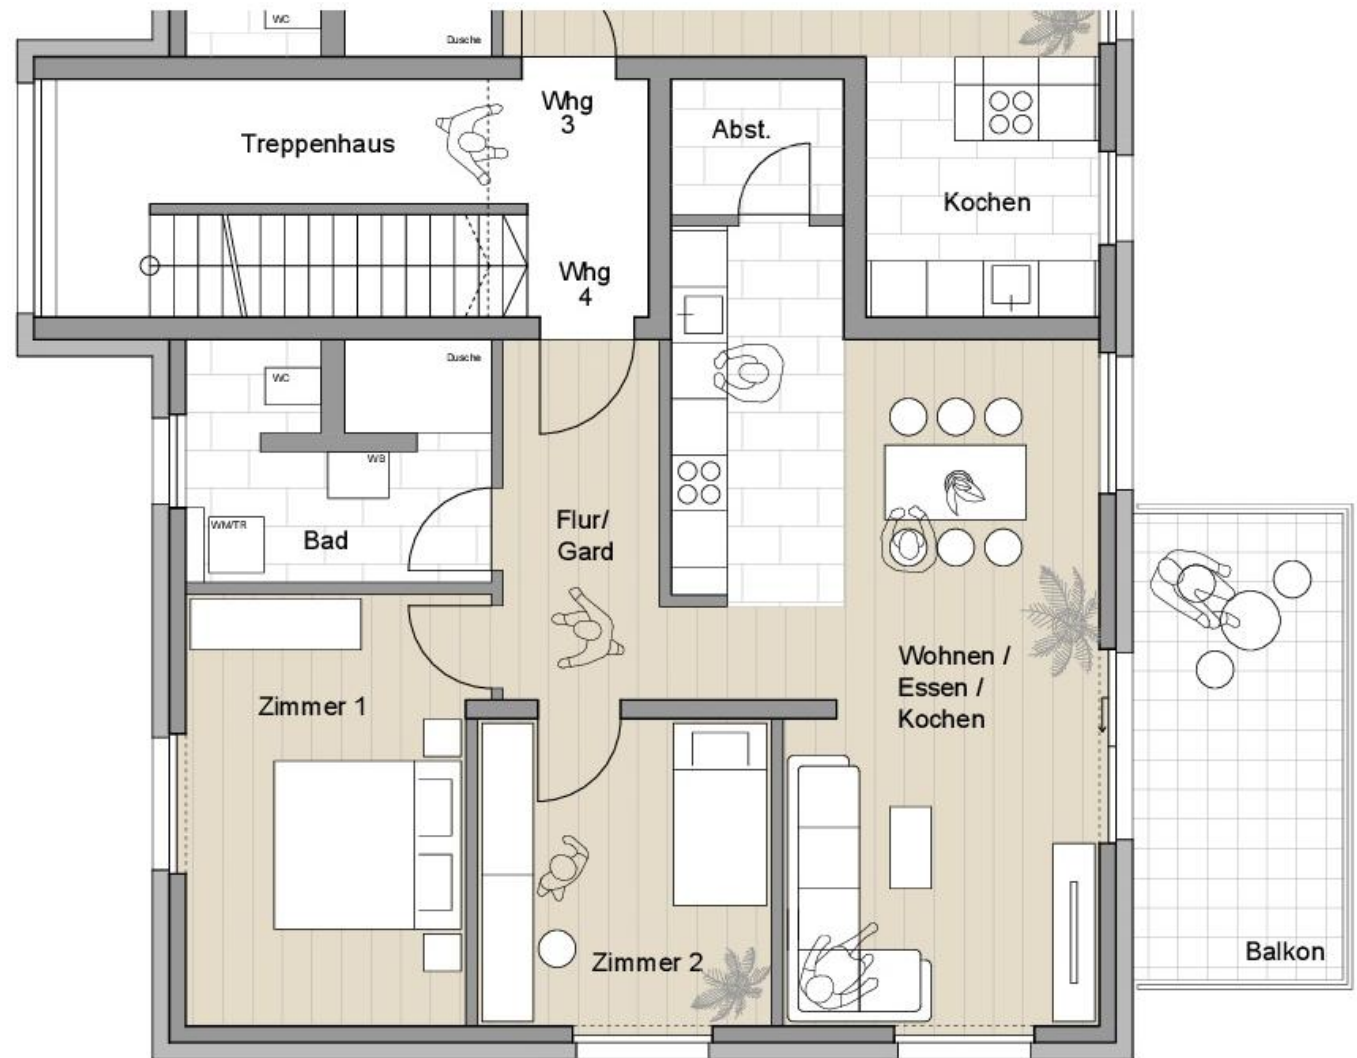 WC
Dusche
Whg
3
Abst.
Treppenhaus
Kochen
Whg
4
Dusche
WC
WB
WM/TR
Bad
Flur/
Gard
Wohnen /
Essen /
Kochen
Zimmer 1
Zimmer 2
Balkon